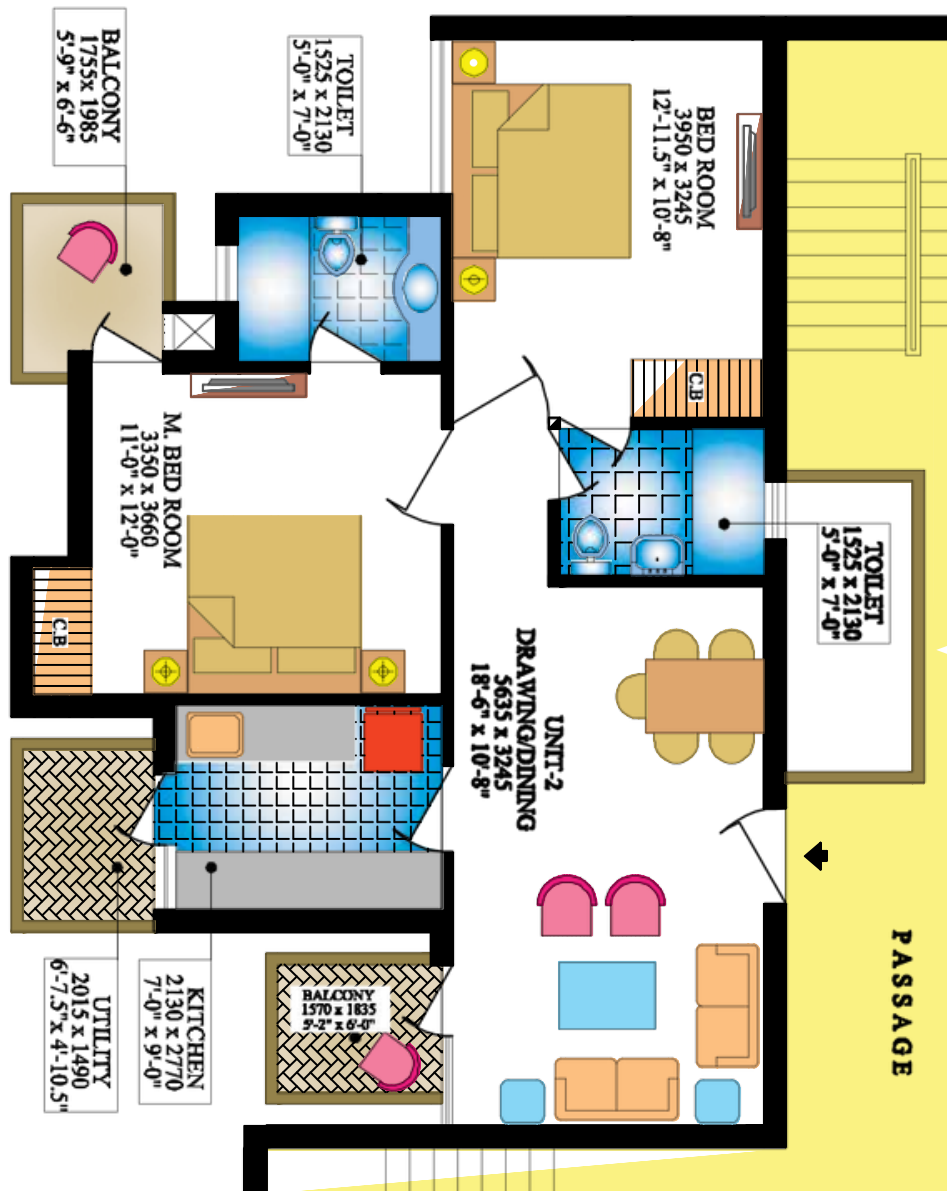 BALCONY
1755x 1985
5'-9" x 6'-6"
TOILET
1525 x 2130
5'-0" x 7'-0"
BED ROOM
3950 x 3245
12'-11.5" x 10'-8"
C.B
M. BED ROOM
3350 x 3660
11'-0" x 12'-0"
C.B
TOILET
1525 x 2130
5'-0" x 7'-0"
UNIT-2
DRAWING/DINING
5635 x 3245
18'-6" x 10'-8"
PASSAGE
BALCONY
1570 x 1835
5'-2" x 6'-0"
KITCHEN
2130 x 2770
7'-0" x 9'-0"
UTILITY
2015 x 1490
6'-7.5"x 4'-10.5"